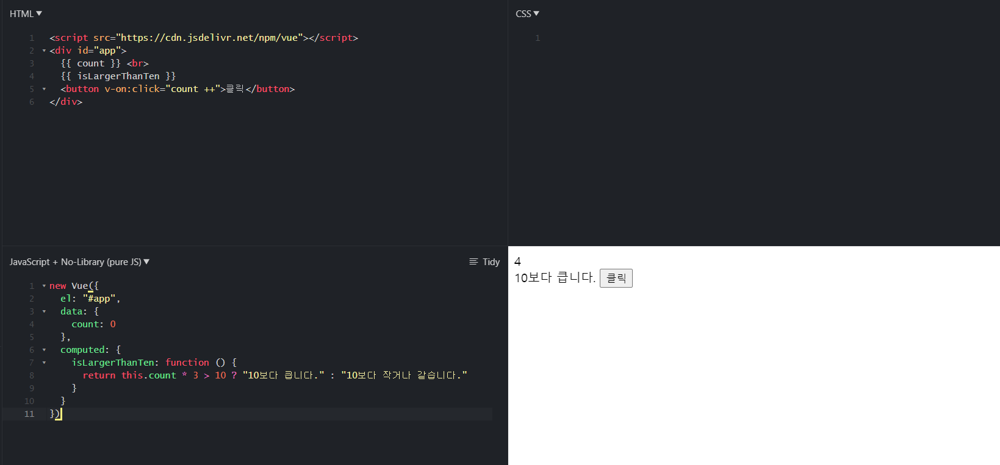 HTML ▼
1 <script src="https://cdn.jsdelivr.net/npm/vue"></script>
2 ▾ <div id="app">
3   {{ count }} <br>
4   {{ isLargerThanTen }}
5 ▾   <button v-on:click="count ++">클릭</button>
6 </div>
CSS ▼
1
JavaScript + No-Library (pure JS) ▼ Tidy
1 ▾ new Vue({
2   el: "#app",
3 ▾   data: {
4     count: 0
5   },
6 ▾   computed: {
7 ▾     isLargerThanTen: function () {
8       return this.count * 3 > 10 ? "10보다 큽니다." : "10보다 작거나 같습니다."
9     }
10   }
11 })
4
10보다 큽니다. 클릭